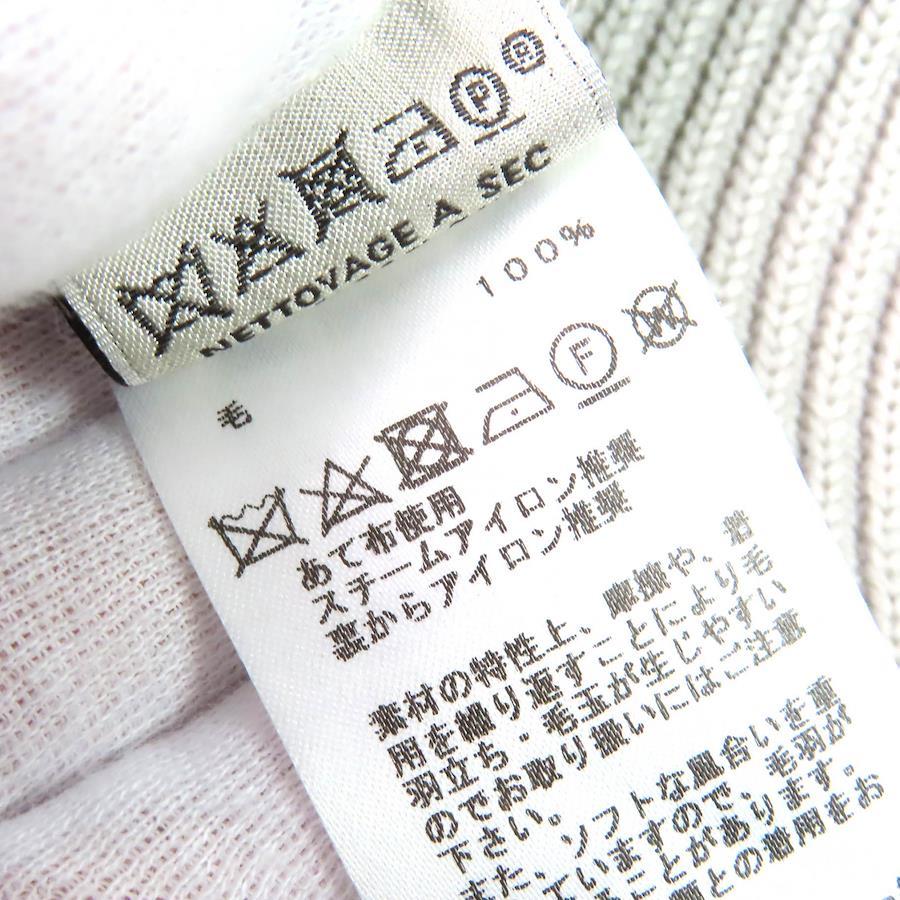 P
NETTOYAGE A SEC
毛 100%
F
W
あて布使用
スチームアイロン推奨
裏からアイロン推奨
素材の特性上、摩擦や、着
用を繰り返すことにより毛
羽立ち・毛玉が生じやすい
のでお取り扱いにはご注意
下さい。
また、ソフトな風合いを重
いますので、毛羽が
ことがあります。
との着用をお